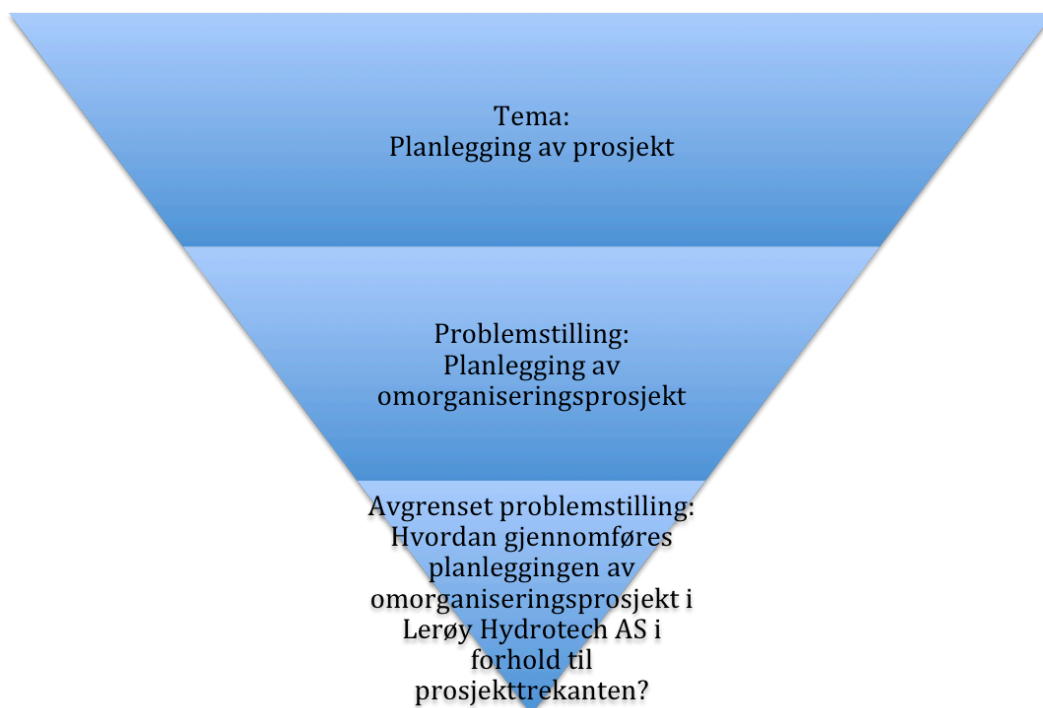 Tema:
Planlegging av prosjekt
Problemstilling:
Planlegging av
omorganiseringsprosjekt
Avgrenset problemstilling:
Hvordan gjennomføres
planleggingen av
omorganiseringsprosjekt i
Lerøy Hydrotech AS i
forhold til
prosjekttrekanten?